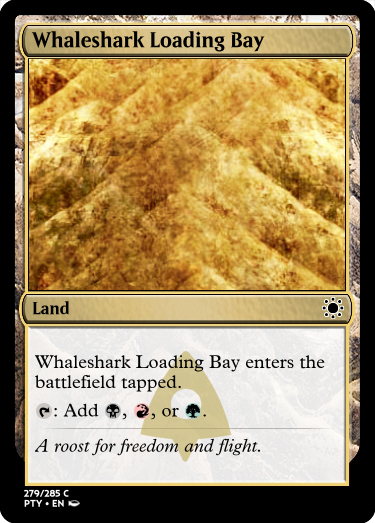 Whaleshark Loading Bay
Land
Whaleshark Loading Bay enters the
battlefield tapped.
: Add , , or .
A roost for freedom and flight.
279/285 C
PTY • EN